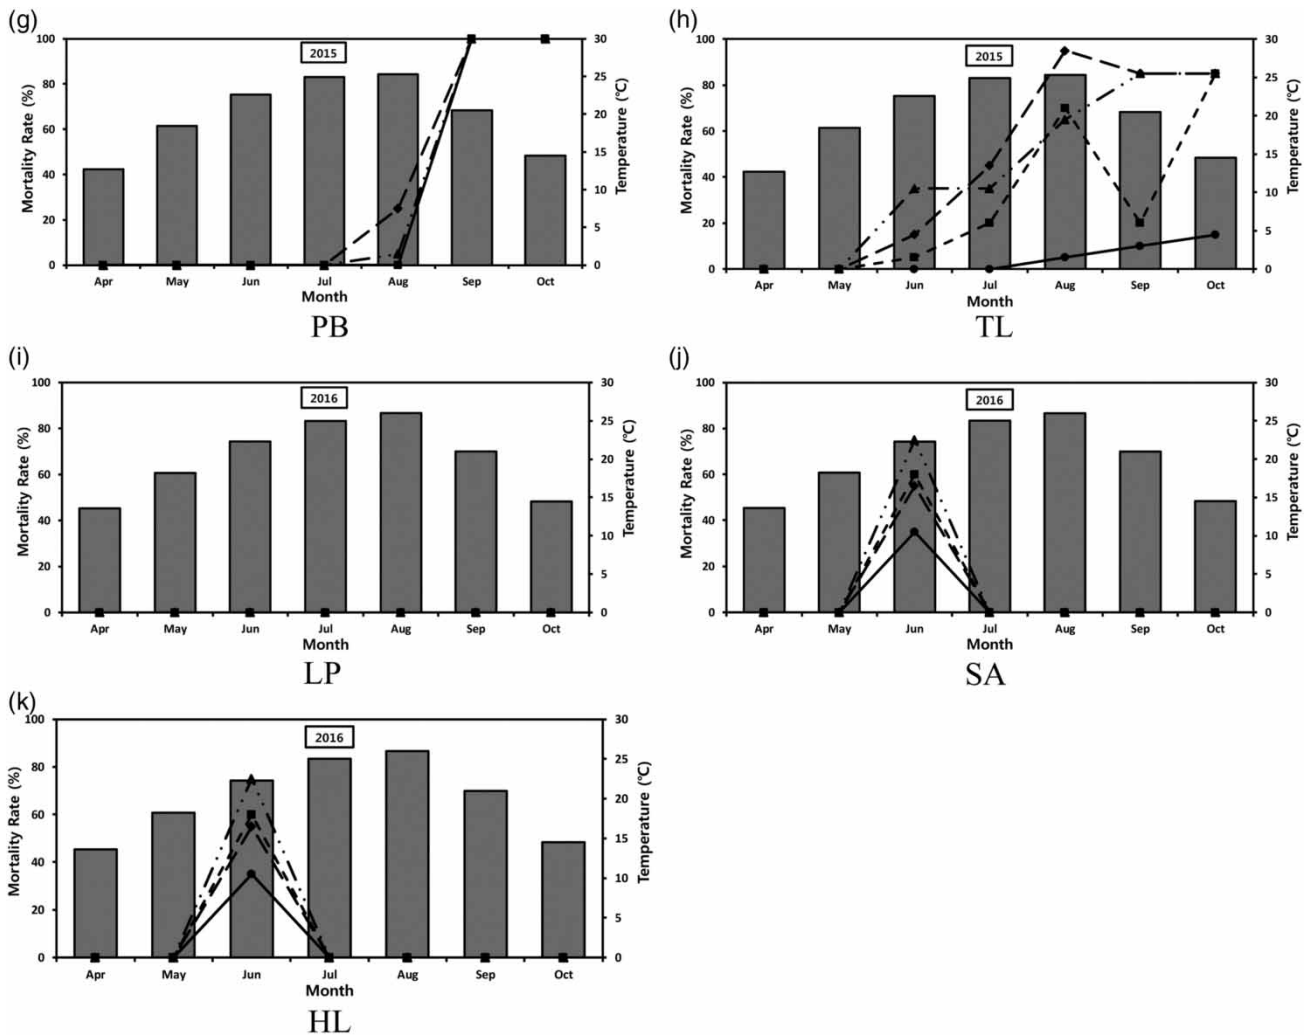 (g)
2015
Mortality Rate (%)
100
80
60
40
20
0
30
25
20
15
10
5
0
Temperature (℃)
Apr May Jun Jul Aug Sep Oct
Month
PB
(h)
2015
Mortality Rate (%)
100
80
60
40
20
0
30
25
20
15
10
5
0
Temperature (℃)
Apr May Jun Jul Aug Sep Oct
Month
TL
(i)
2016
Mortality Rate (%)
100
80
60
40
20
0
30
25
20
15
10
5
0
Temperature (℃)
Apr May Jun Jul Aug Sep Oct
Month
LP
(j)
2016
Mortality Rate (%)
100
80
60
40
20
0
30
25
20
15
10
5
0
Temperature (℃)
Apr May Jun Jul Aug Sep Oct
Month
SA
(k)
2016
Mortality Rate (%)
100
80
60
40
20
0
30
25
20
15
10
5
0
Temperature (℃)
Apr May Jun Jul Aug Sep Oct
Month
HL